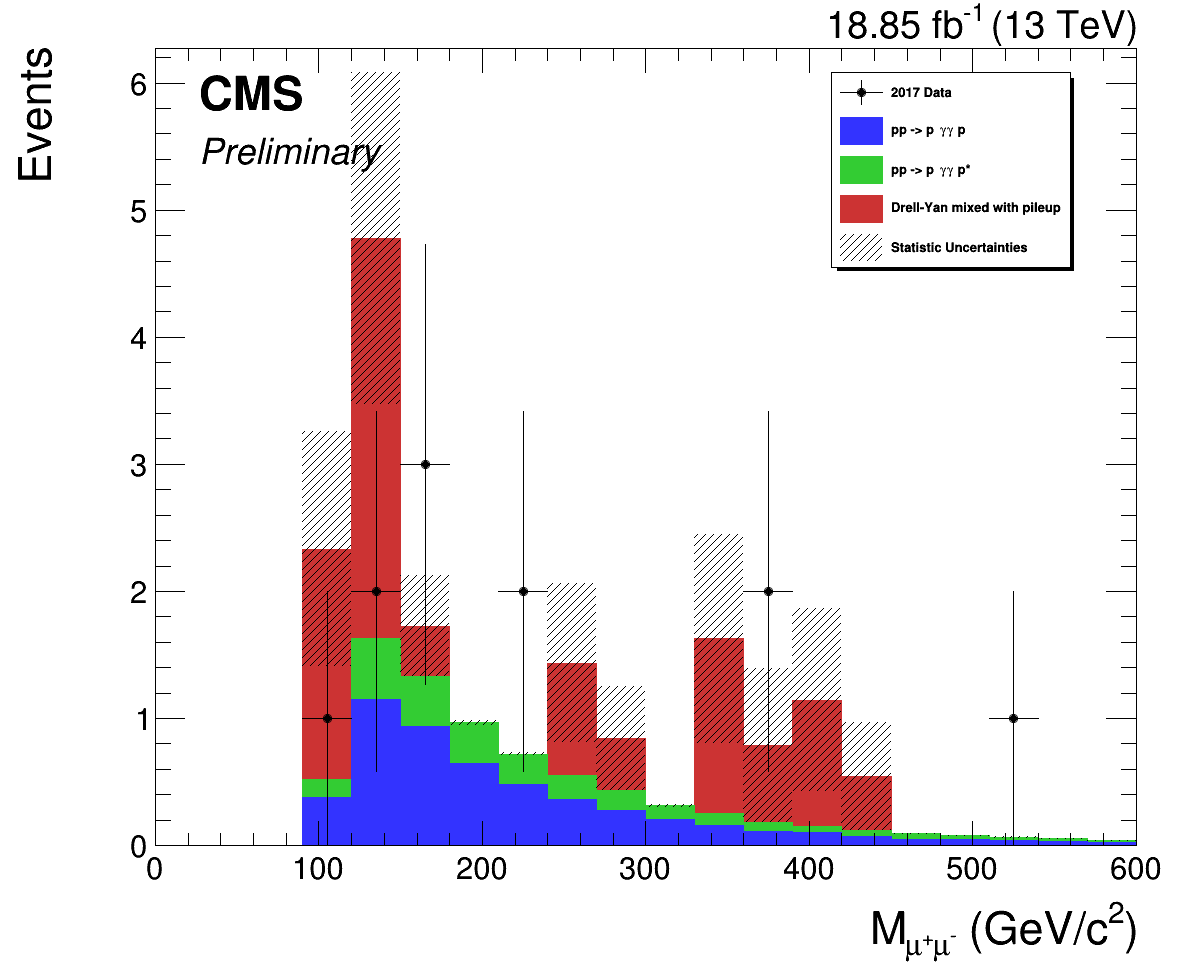 18.85 fb⁻¹ (13 TeV)
Events
CMS
Preliminary
2017 Data
pp -> p γγ p
pp -> p γγ p*
Drell-Yan mixed with pileup
Statistic Uncertainties
6
5
4
3
2
1
0
0 100 200 300 400 500 600
M_μ⁺μ⁻ (GeV/c²)